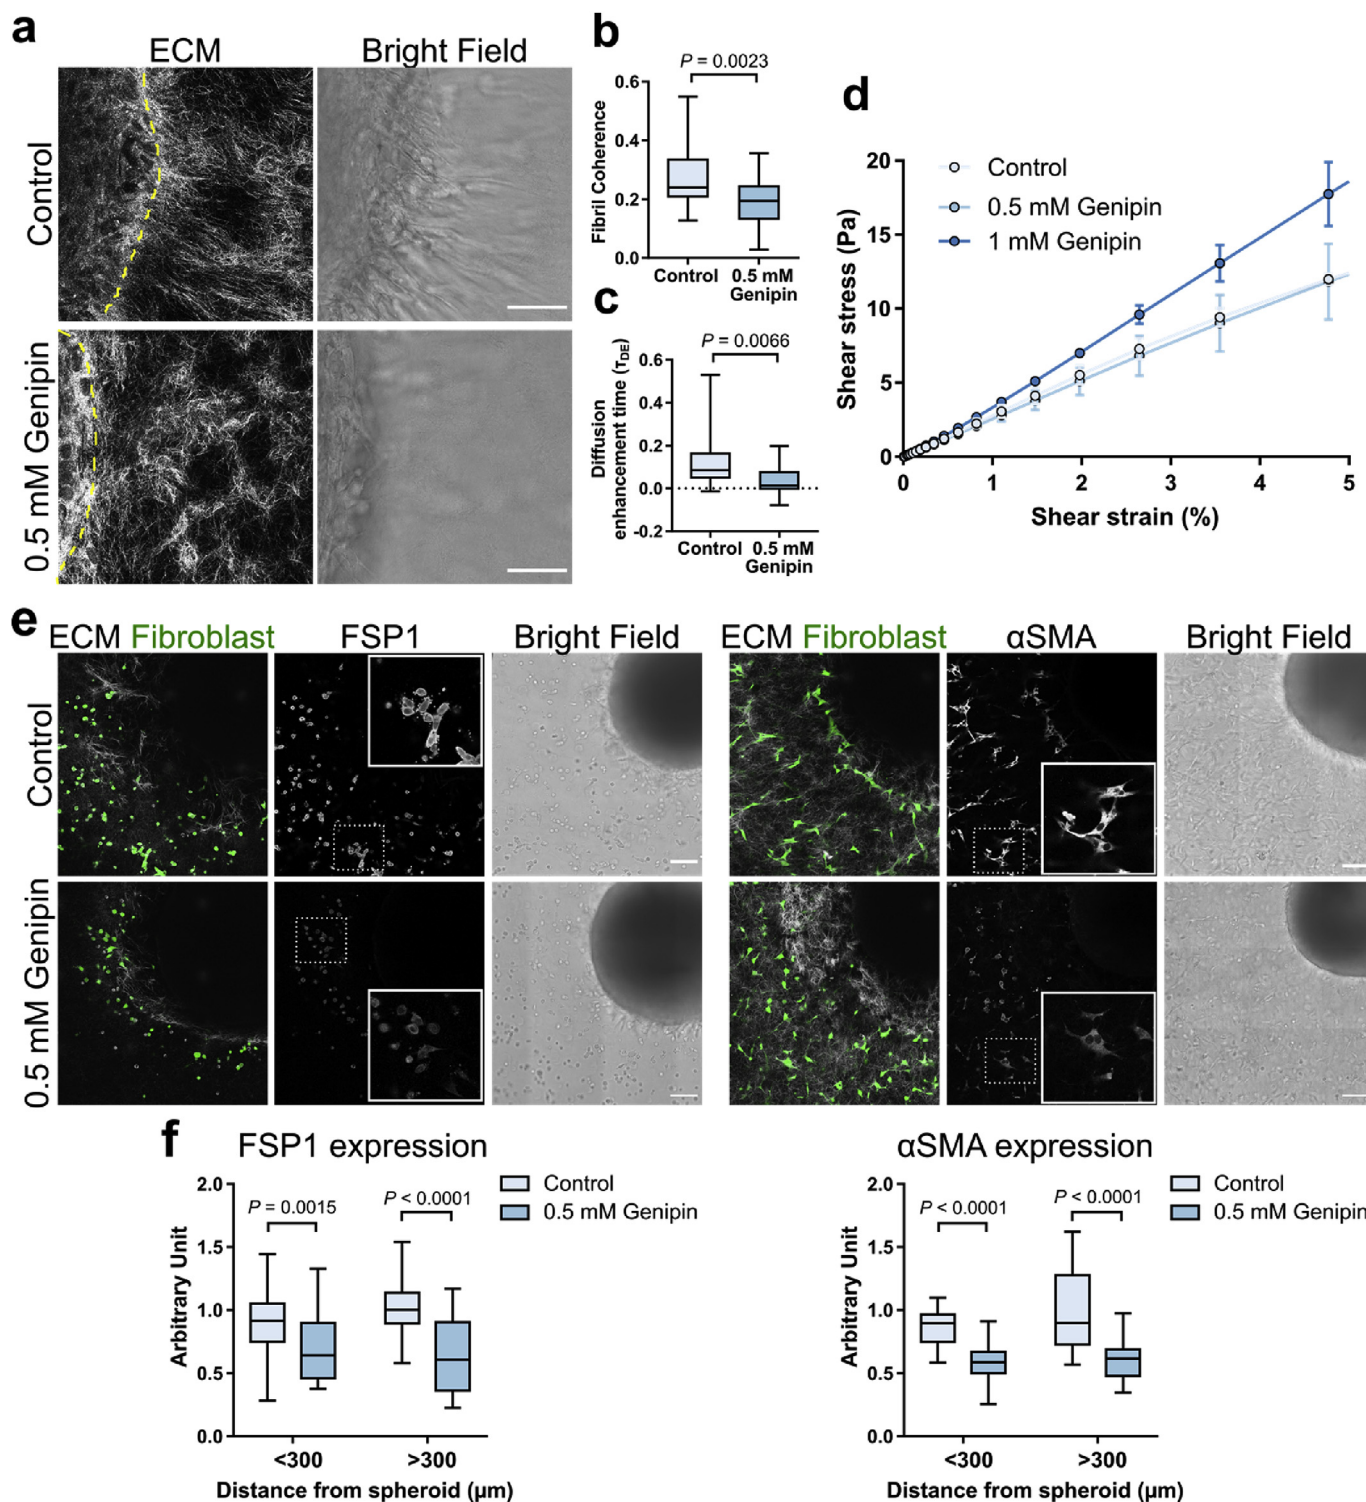 a
ECM
Bright Field
Control
0.5 mM Genipin
b
P = 0.0023
0.6
0.4
0.2
0.0
Fibril Coherence
Control
0.5 mM
Genipin
c
P = 0.0066
0.6
0.4
0.2
0.0
-0.2
Diffusion
enhancement time (τDE)
Control
0.5 mM
Genipin
d
Control
0.5 mM Genipin
1 mM Genipin
20
15
10
5
0
Shear stress (Pa)
0 1 2 3 4 5
Shear strain (%)
e
ECM Fibroblast
FSP1
Bright Field
ECM Fibroblast
αSMA
Bright Field
Control
0.5 mM Genipin
f
FSP1 expression
Control
0.5 mM Genipin
P = 0.0015
P < 0.0001
2.0
1.5
1.0
0.5
0.0
Arbitrary Unit
<300
>300
Distance from spheroid (µm)
αSMA expression
Control
0.5 mM Genipin
P < 0.0001
P < 0.0001
2.0
1.5
1.0
0.5
0.0
Arbitrary Unit
<300
>300
Distance from spheroid (µm)